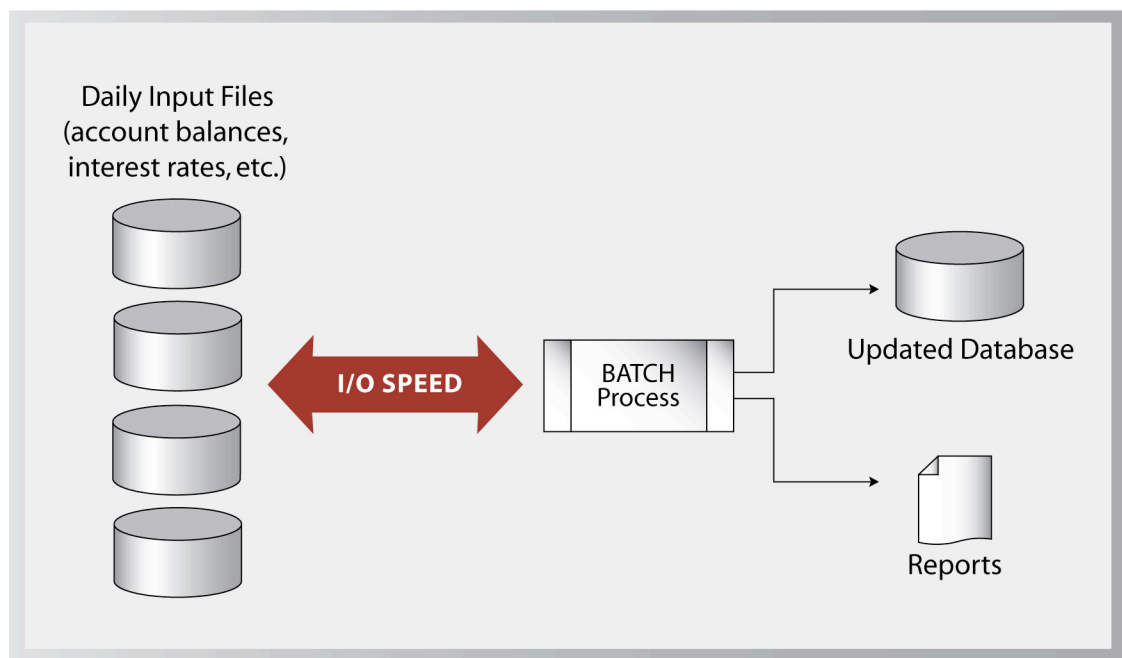 Daily Input Files
(account balances,
interest rates, etc.)
I/O SPEED
BATCH
Process
Updated Database
Reports